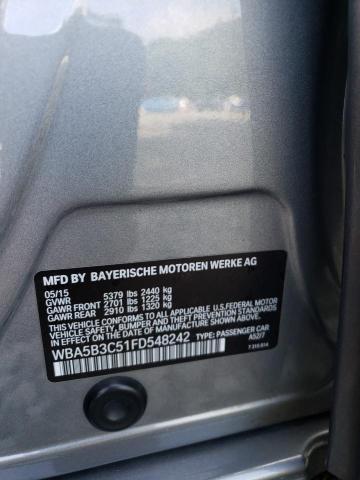 MFD BY BAYERISCHE MOTOREN WERKE AG
05/15
GVWR 5379 lbs 2440 kg
GAWR FRONT 2701 lbs 1225 kg
GAWR REAR 2910 lbs 1320 kg
THIS VEHICLE CONFORMS TO ALL APPLICABLE U.S. FEDERAL MOTOR
VEHICLE SAFETY, BUMPER, AND THEFT PREVENTION STANDARDS
IN EFFECT ON THE DATE OF MANUFACTURE SHOWN ABOVE.
WBA5B3C51FD548242 TYPE: PASSENGER CAR
A52/7